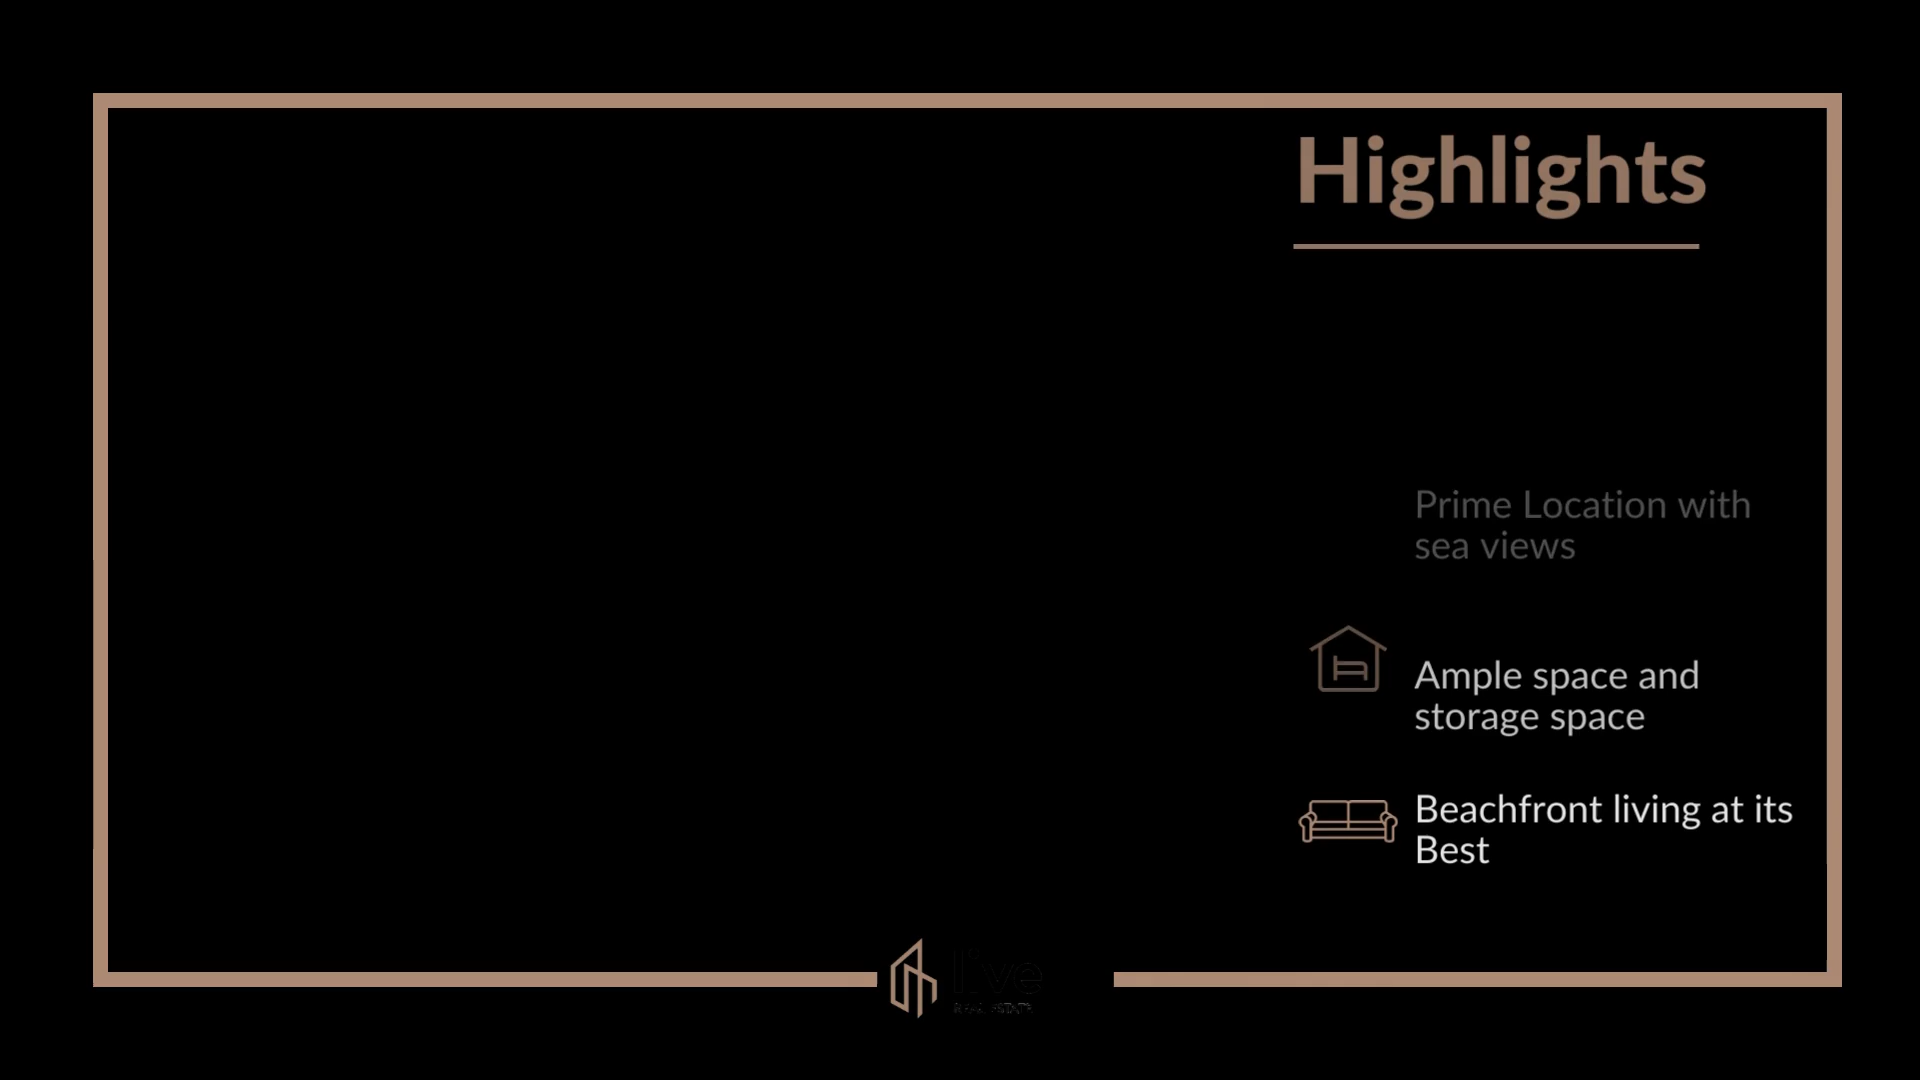 Highlights
Prime Location with
sea views
Ample space and
storage space
Beachfront living at its
Best
live